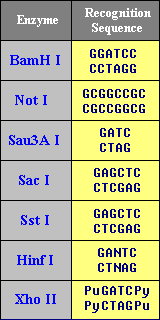 Enzyme Recognition Sequence
BamH I GGATCC
CCTAGG
Not I GCGGCCGC
CGCCGGCG
Sau3A I GATC
CTAG
Sac I GAGCTC
CTCGAG
Sst I GAGCTC
CTCGAG
Hinf I GANTC
CTNAG
Xho II PuGATCPy
PyCTAGPu